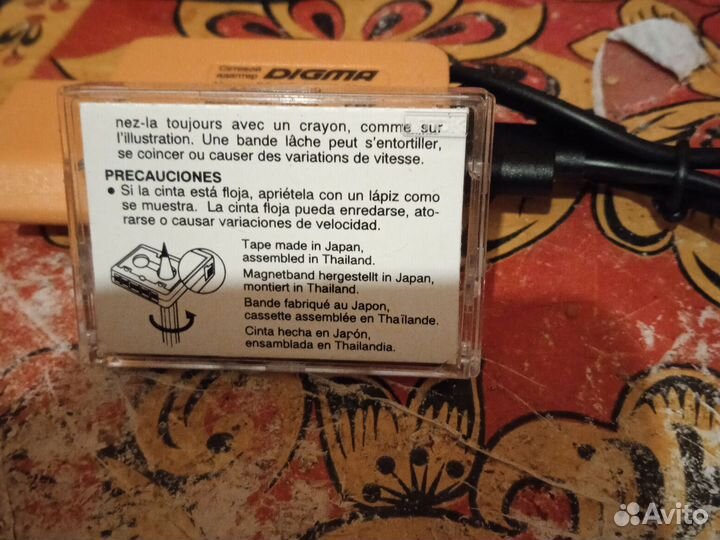 Сетевой
адаптер DIGMA
nez-la toujours avec un crayon, comme sur
l'illustration. Une bande lâche peut s'entortiller,
se coincer ou causer des variations de vitesse.
PRECAUCIONES
● Si la cinta está floja, apriétela con un lápiz como
se muestra. La cinta floja pueda enredarse, ato-
rarse o causar variaciones de velocidad.
Tape made in Japan,
assembled in Thailand.
Magnetband hergestellt in Japan,
montiert in Thailand.
Bande fabriqué au Japon,
cassette assemblée en Thaïlande.
Cinta hecha en Japón,
ensamblada en Thailandia.
Avito